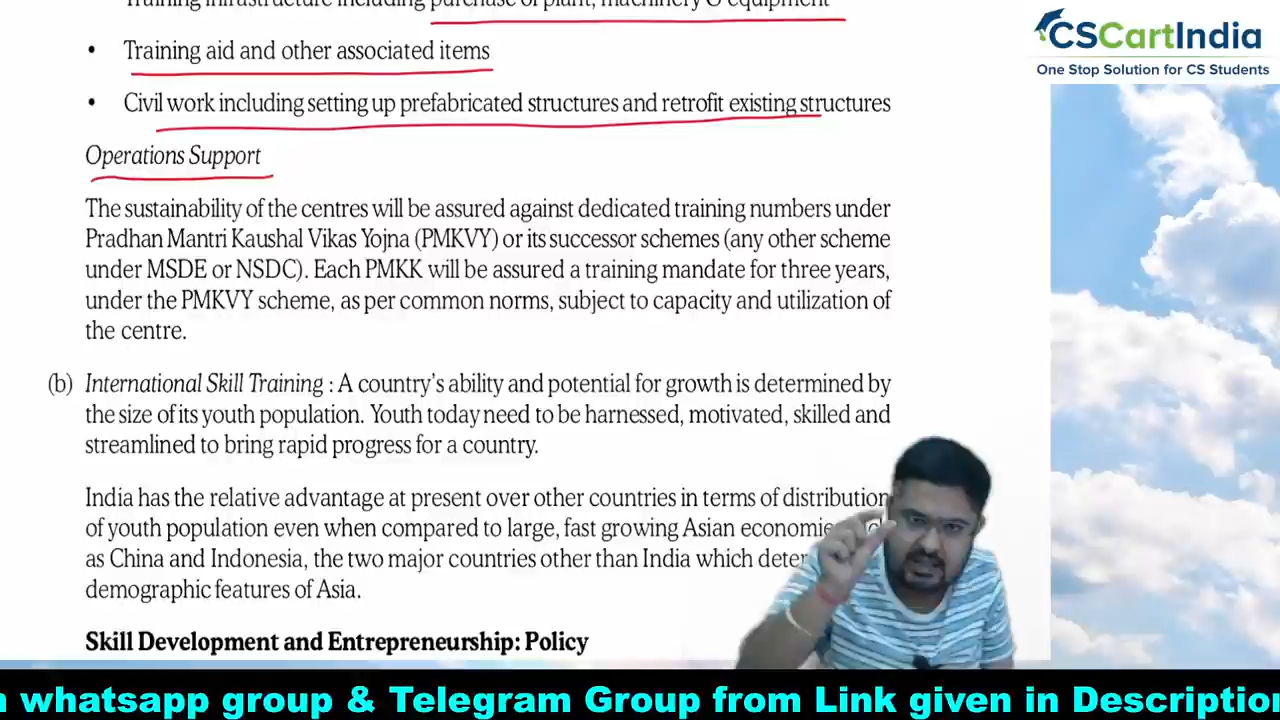 Training infrastructure including purchase of plant, machinery & equipment
• Training aid and other associated items
• Civil work including setting up prefabricated structures and retrofit existing structures
Operations Support
The sustainability of the centres will be assured against dedicated training numbers under
Pradhan Mantri Kaushal Vikas Yojna (PMKVY) or its successor schemes (any other scheme
under MSDE or NSDC). Each PMKK will be assured a training mandate for three years,
under the PMKVY scheme, as per common norms, subject to capacity and utilization of
the centre.
(b) International Skill Training : A country's ability and potential for growth is determined by
the size of its youth population. Youth today need to be harnessed, motivated, skilled and
streamlined to bring rapid progress for a country.
India has the relative advantage at present over other countries in terms of distribution
of youth population even when compared to large, fast growing Asian
as China and Indonesia, the two major countries other than India which
demographic features of Asia.
Skill Development and Entrepreneurship: Policy
CSCartIndia
One Stop Solution for CS Students
whatsapp group & Telegram Group from Link given in Description